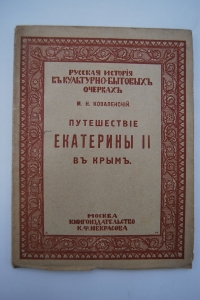 РУССКАЯ ИСТОРІЯ
ВЪ КУЛЬТУРНО-БЫТОВЫХЪ
ОЧЕРКАХЪ
М. Н. КОВАЛЕНСКІЙ
ПУТЕШЕСТВІЕ
ЕКАТЕРИНЫ II
ВЪ КРЫМЪ.
МОСКВА
КНИГОИЗДАТЕЛЬСТВО
К.Ф. НЕКРАСОВА